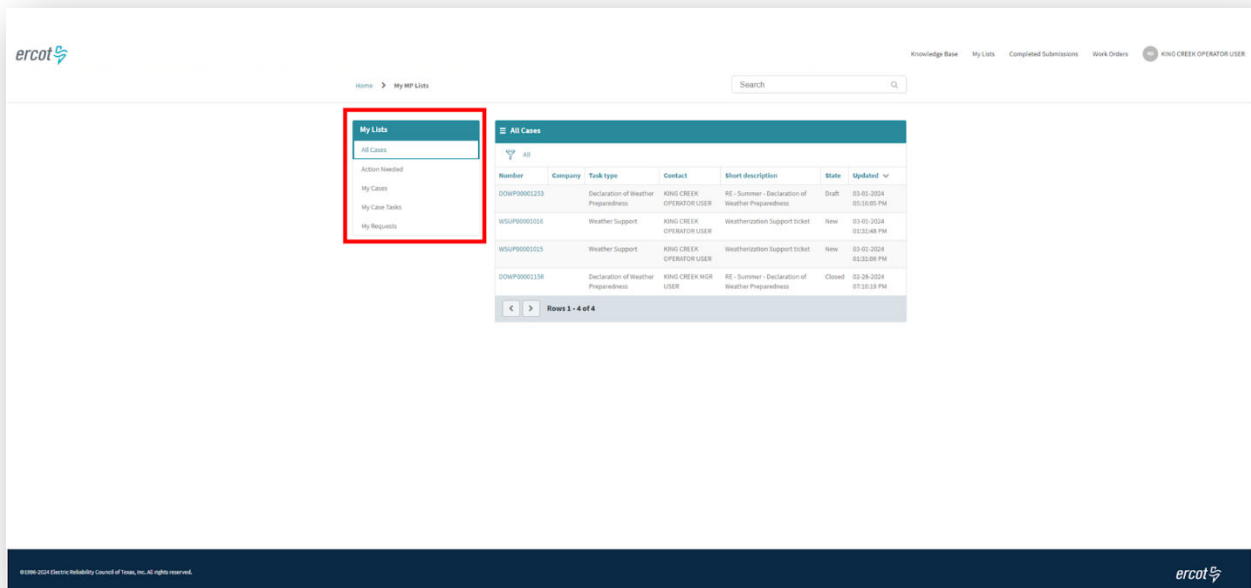 ercot
Knowledge Base My Lists Completed Submissions Work Orders KING CREEK OPERATOR USER
Home > My MP Lists
Search
My Lists
All Cases
Action Needed
My Cases
My Case Tasks
My Requests
All Cases
All
Number Company Task type Contact Short description State Updated
DOWP00001253 Declaration of Weather KING CREEK RE - Summer - Declaration of Draft 03-01-2024
Preparedness OPERATOR USER Weather Preparedness 05:16:05 PM
WSUP00001016 Weather Support KING CREEK Weatherization Support ticket New 03-01-2024
OPERATOR USER 01:31:48 PM
WSUP00001015 Weather Support KING CREEK Weatherization Support ticket New 03-01-2024
OPERATOR USER 01:31:06 PM
DOWP00001156 Declaration of Weather KING CREEK MGR RE - Summer - Declaration of Closed 02-26-2024
Preparedness USER Weather Preparedness 07:10:19 PM
< > Rows 1 - 4 of 4
©1996-2024 Electric Reliability Council of Texas, Inc. All rights reserved.
ercot